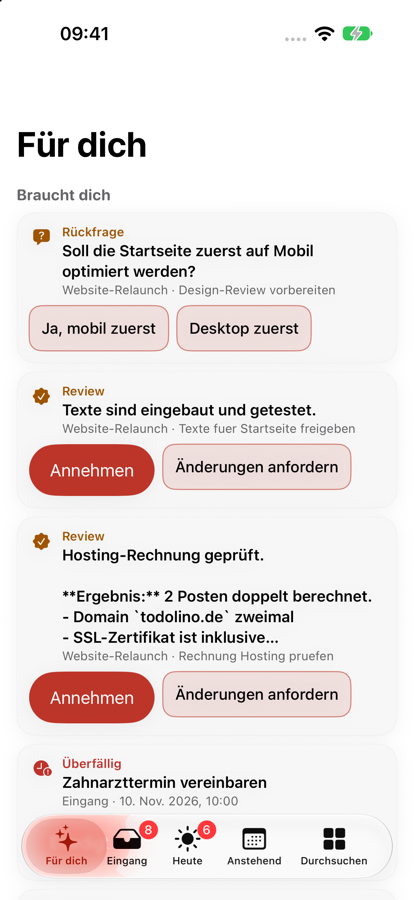 09:41
Für dich
Braucht dich
Rückfrage
Soll die Startseite zuerst auf Mobil
optimiert werden?
Website-Relaunch · Design-Review vorbereiten
Ja, mobil zuerst
Desktop zuerst
Review
Texte sind eingebaut und getestet.
Website-Relaunch · Texte fuer Startseite freigeben
Annehmen
Änderungen anfordern
Review
Hosting-Rechnung geprüft.
**Ergebnis:** 2 Posten doppelt berechnet.
- Domain `todolino.de` zweimal
- SSL-Zertifikat ist inklusive...
Website-Relaunch · Rechnung Hosting pruefen
Annehmen
Änderungen anfordern
Überfällig
Zahnarzttermin vereinbaren
Eingang · 10. Nov. 2026, 10:00
8
6
Für dich
Eingang
Heute
Anstehend
Durchsuchen